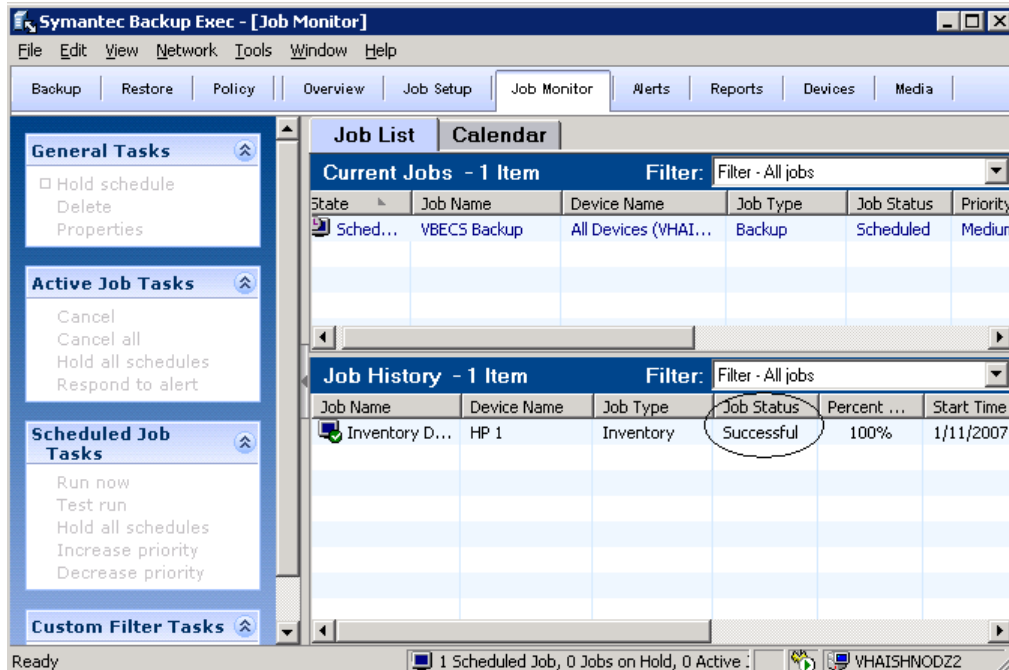 Symantec Backup Exec - [Job Monitor]
File Edit View Network Tools Window Help
Backup Restore Policy Overview Job Setup Job Monitor Alerts Reports Devices Media
General Tasks
Hold schedule
Delete
Properties
Active Job Tasks
Cancel
Cancel all
Hold all schedules
Respond to alert
Scheduled Job
Tasks
Run now
Test run
Hold all schedules
Increase priority
Decrease priority
Custom Filter Tasks
Job List Calendar
Current Jobs - 1 Item Filter: Filter - All jobs
State Job Name Device Name Job Type Job Status Priority
Sched... VBECS Backup All Devices (VHAI... Backup Scheduled Medium
Job History - 1 Item Filter: Filter - All jobs
Job Name Device Name Job Type Job Status Percent ... Start Time
Inventory D... HP 1 Inventory Successful 100% 1/11/2007
Ready 1 Scheduled Job, 0 Jobs on Hold, 0 Active J VHAISHNODZ2